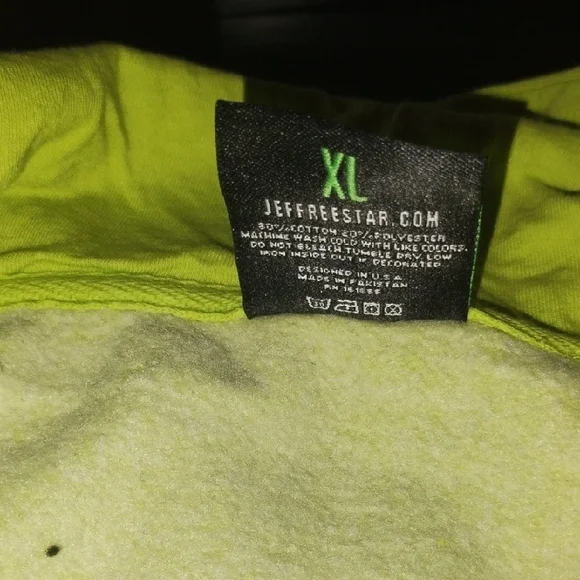 XL
JEFFREESTAR.COM
80% COTTON 20% POLYESTER
MACHINE WASH COLD WITH LIKE COLORS.
DO NOT BLEACH. TUMBLE DRY. LOW
IRON INSIDE OUT IF DECORATED.
DESIGNED IN U.S.A.
MADE IN PAKISTAN